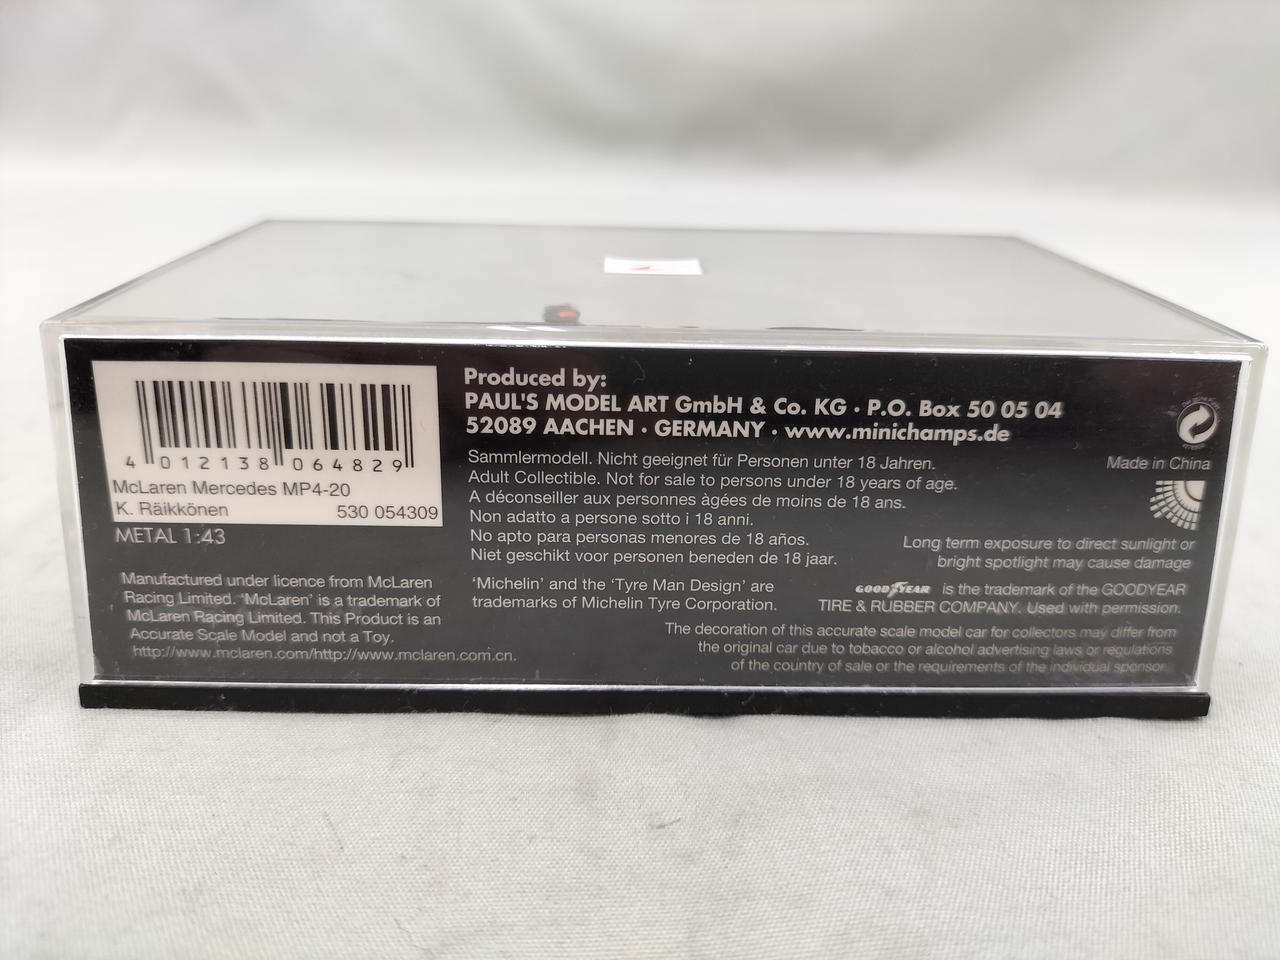 4 012138 064829
McLaren Mercedes MP4-20
K. Räikkönen 530 054309
METAL 1:43
Manufactured under licence from McLaren
Racing Limited. 'McLaren' is a trademark of
McLaren Racing Limited. This Product is an
Accurate Scale Model and not a Toy.
http://www.mclaren.com/http://www.mclaren.com.cn.
Produced by:
PAUL'S MODEL ART GmbH & Co. KG · P.O. Box 50 05 04
52089 AACHEN · GERMANY · www.minichamps.de
Sammlermodell. Nicht geeignet für Personen unter 18 Jahren.
Adult Collectible. Not for sale to persons under 18 years of age.
A déconseiller aux personnes àgées de moins de 18 ans.
Non adatto a persone sotto i 18 anni.
No apto para personas menores de 18 años.
Niet geschikt voor personen beneden de 18 jaar.
'Michelin' and the 'Tyre Man Design' are
trademarks of Michelin Tyre Corporation.
Made in China
Long term exposure to direct sunlight or
bright spotlight may cause damage
GOODYEAR is the trademark of the GOODYEAR
TIRE & RUBBER COMPANY. Used with permission.
The decoration of this accurate scale model car for collectors may differ from
the original car due to tobacco or alcohol advertising laws or regulations
of the country of sale or the requirements of the individual sponsor.